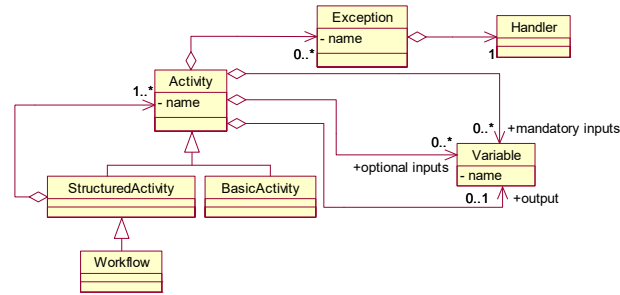 Exception
- name
0..*
Handler
1
Activity
1..*
- name
0..*
+mandatory inputs
0..*
+optional inputs
Variable
- name
StructuredActivity
BasicActivity
0..1
+output
Workflow